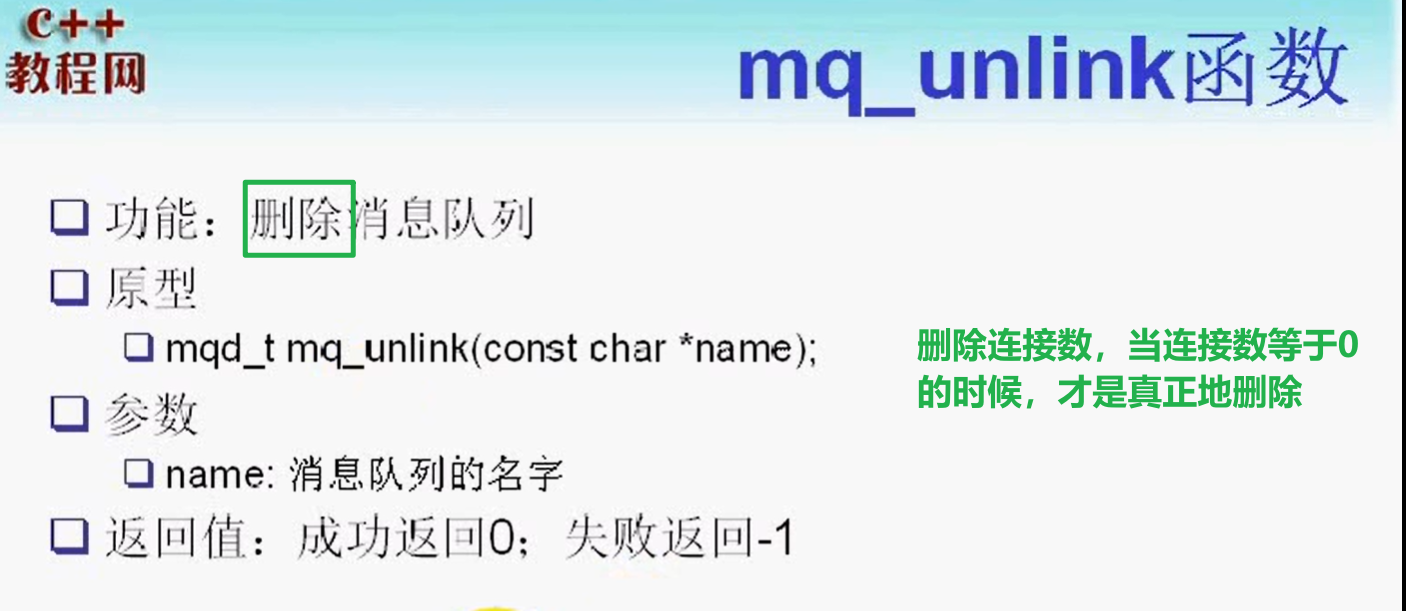 C++
教程网
mq_unlink函数
功能：删除消息队列
原型
mqd_t mq_unlink(const char *name);
删除连接数，当连接数等于0
的时候，才是真正地删除
参数
name: 消息队列的名字
返回值：成功返回0；失败返回-1